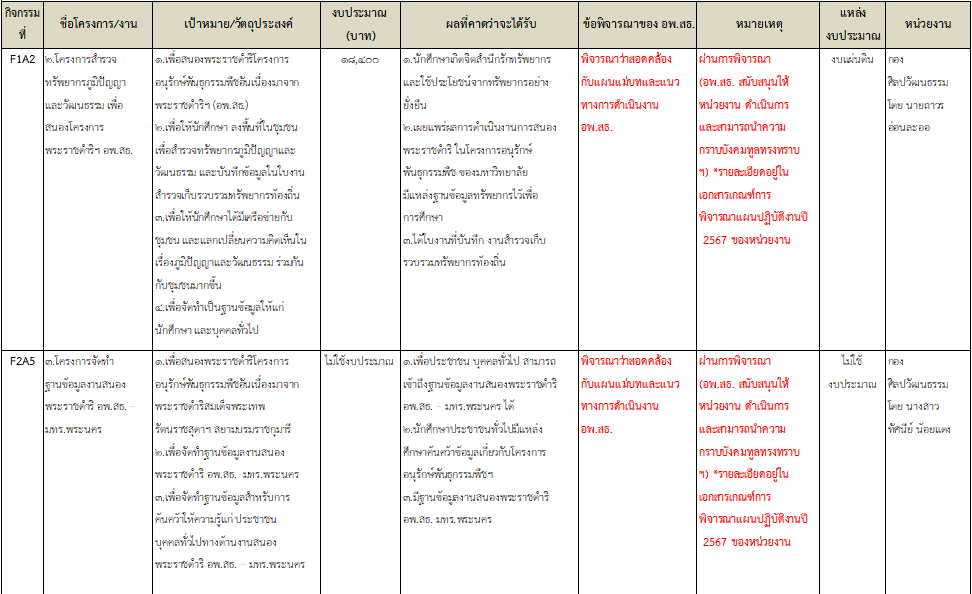 กิจกรรม
ที่
ชื่อโครงการ/งาน
เป้าหมาย/วัตถุประสงค์
งบประมาณ
(บาท)
ผลที่คาดว่าจะได้รับ
ข้อพิจารณาของ อพ.สธ.
หมายเหตุ
แหล่ง
งบประมาณ
หน่วยงาน
F1A2
๒.โครงการสำรวจ
ทรัพยากรภูมิปัญญา
และวัฒนธรรม เพื่อ
สนองโครงการ
พระราชดำริฯ อพ.สธ.
๑.เพื่อสนองพระราชดำริโครงการ
อนุรักษ์พันธุกรรมพืชอันเนื่องมาจาก
พระราชดำริฯ (อพ.สธ.)
๒.เพื่อให้นักศึกษา ลงพื้นที่ในชุมชน
เพื่อสำรวจทรัพยากรภูมิปัญญาและ
วัฒนธรรม และบันทึกข้อมูลในใบงาน
สำรวจเก็บรวบรวมทรัพยากรท้องถิ่น
๓.เพื่อให้นักศึกษาได้มีเครือข่ายกับ
ชุมชน และแลกเปลี่ยนความคิดเห็นใน
เรื่องภูมิปัญญาและวัฒนธรรม ร่วมกัน
กับชุมชนมากขึ้น
๔.เพื่อจัดทำเป็นฐานข้อมูลให้แก่
นักศึกษา และบุคคลทั่วไป
๑๘,๔๐๐
๑.นักศึกษาเกิดจิตสำนึกรักทรัพยากร
และใช้ประโยชน์จากทรัพยากรอย่าง
ยั่งยืน
๒.เผยแพร่ผลการดำเนินงานการสนอง
พระราชดำริ ในโครงการอนุรักษ์
พันธุกรรมพืช ของมหาวิทยาลัย
มีแหล่งฐานข้อมูลทรัพยากรไว้เพื่อ
การศึกษา
๓.ได้ใบงานที่บันทึก งานสำรวจเก็บ
รวบรวมทรัพยากรท้องถิ่น
พิจารณาว่าสอดคล้อง
กับแผนแม่บทและแนว
ทางการดำเนินงาน
อพ.สธ.
ผ่านการพิจารณา
(อพ.สธ. สนับสนุนให้
หน่วยงาน ดำเนินการ
และสามารถนำความ
กราบบังคมทูลทรงทราบ
ฯ) *รายละเอียดอยู่ใน
เอกสารเกณฑ์การ
พิจารณาแผนปฏิบัติงานปี
2567 ของหน่วยงาน
งบแผ่นดิน
กอง
ศิลปวัฒนธรรม
โดย นายถาวร
อ่อนละออ
F2A5
๓.โครงการจัดทำ
ฐานข้อมูลงานสนอง
พระราชดำริ อพ.สธ. –
มทร.พระนคร
๑.เพื่อสนองพระราชดำริโครงการ
อนุรักษ์พันธุกรรมพืชอันเนื่องมาจาก
พระราชดำริสมเด็จพระเทพ
รัตนราชสุดาฯ สยามบรมราชกุมารี
๒.เพื่อจัดทำฐานข้อมูลงานสนอง
พระราชดำริ อพ.สธ.-มทร.พระนคร
๓.เพื่อจัดทำฐานข้อมูลสำหรับการ
ค้นคว้าให้ความรู้แก่ ประชาชน
บุคคลทั่วไปทางด้านงานสนอง
พระราชดำริ อพ.สธ. – มทร.พระนคร
ไม่ใช้งบประมาณ
๑.เพื่อประชาชน บุคคลทั่วไป สามารถ
เข้าถึงฐานข้อมูลงานสนองพระราชดำริ
อพ.สธ. – มทร.พระนคร ได้
๒.นักศึกษาประชาชนทั่วไปมีแหล่ง
ศึกษาค้นคว้าข้อมูลเกี่ยวกับโครงการ
อนุรักษ์พันธุกรรมพืชฯ
๓.มีฐานข้อมูลงานสนองพระราชดำริ
อพ.สธ. มทร.พระนคร
พิจารณาว่าสอดคล้อง
กับแผนแม่บทและแนว
ทางการดำเนินงาน
อพ.สธ.
ผ่านการพิจารณา
(อพ.สธ. สนับสนุนให้
หน่วยงาน ดำเนินการ
และสามารถนำความ
กราบบังคมทูลทรงทราบ
ฯ) *รายละเอียดอยู่ใน
เอกสารเกณฑ์การ
พิจารณาแผนปฏิบัติงานปี
2567 ของหน่วยงาน
ไม่ใช้
งบประมาณ
กอง
ศิลปวัฒนธรรม
โดย นางสาว
ทัศนีย์ น้อยแดง